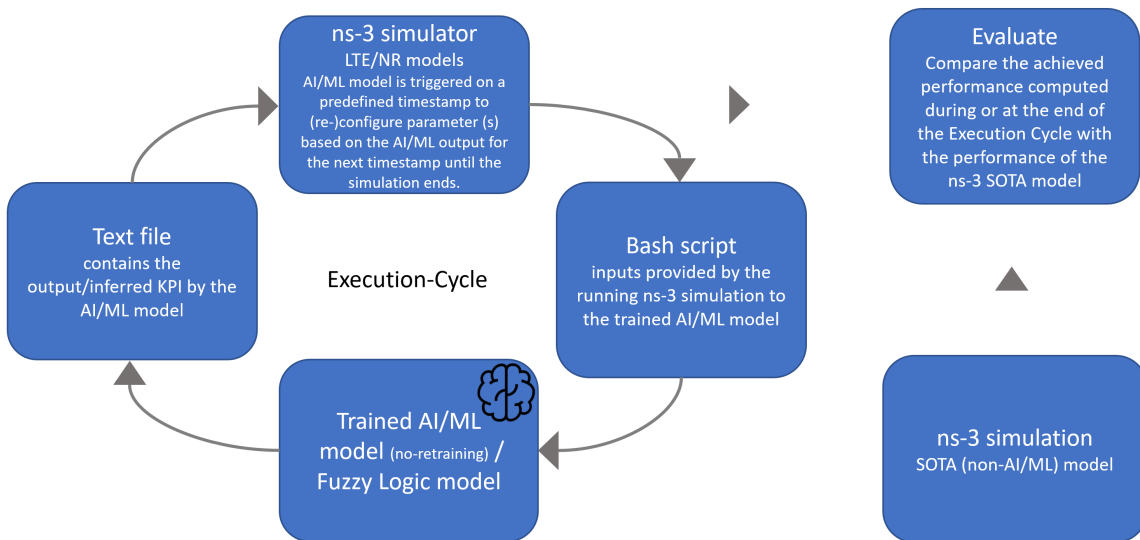 ns-3 simulator
LTE/NR models
AI/ML model is triggered on a
predefined timestamp to
(re-)configure parameter (s)
based on the AI/ML output for
the next timestamp until the
simulation ends.
Evaluate
Compare the achieved
performance computed
during or at the end of
the Execution Cycle with
the performance of the
ns-3 SOTA model
Text file
contains the
output/inferred KPI by the
AI/ML model
Execution-Cycle
Bash script
inputs provided by the
running ns-3 simulation to
the trained AI/ML model
Trained AI/ML
model (no-retraining) /
Fuzzy Logic model
ns-3 simulation
SOTA (non-AI/ML) model